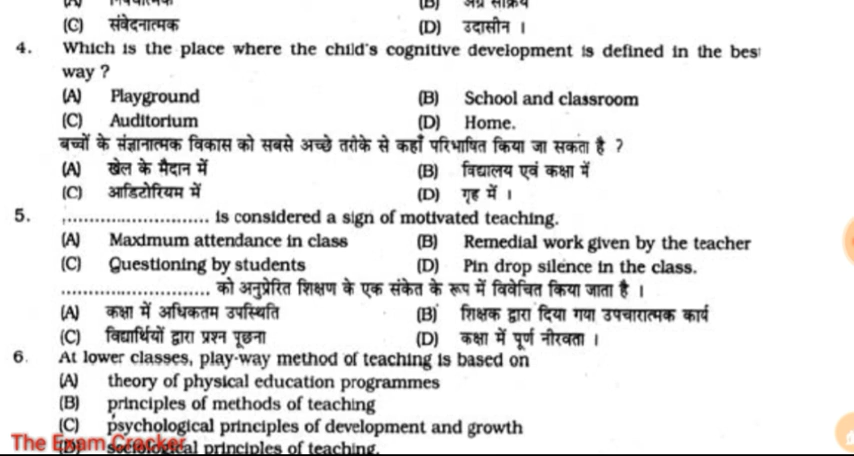 (B) अग्र सक्रिय
(C) संवेदनात्मक (D) उदासीन ।
4. Which is the place where the child's cognitive development is defined in the bes
way ?
(A) Playground (B) School and classroom
(C) Auditorium (D) Home.
बच्चों के संज्ञानात्मक विकास को सबसे अच्छे तरीके से कहाँ परिभाषित किया जा सकता है ?
(A) खेल के मैदान में (B) विद्यालय एवं कक्षा में
(C) आडिटोरियम में (D) गृह में ।
5. ........................... is considered a sign of motivated teaching.
(A) Maximum attendance in class (B) Remedial work given by the teacher
(C) Questioning by students (D) Pin drop silence in the class.
........................... को अनुप्रेरित शिक्षण के एक संकेत के रूप में विवेचित किया जाता है ।
(A) कक्षा में अधिकतम उपस्थिति (B) शिक्षक द्वारा दिया गया उपचारात्मक कार्य
(C) विद्यार्थियों द्वारा प्रश्न पूछना (D) कक्षा में पूर्ण नीरवता ।
6. At lower classes, play-way method of teaching is based on
(A) theory of physical education programmes
(B) principles of methods of teaching
(C) psychological principles of development and growth
The Exam Cracker
(D) sociological principles of teaching.